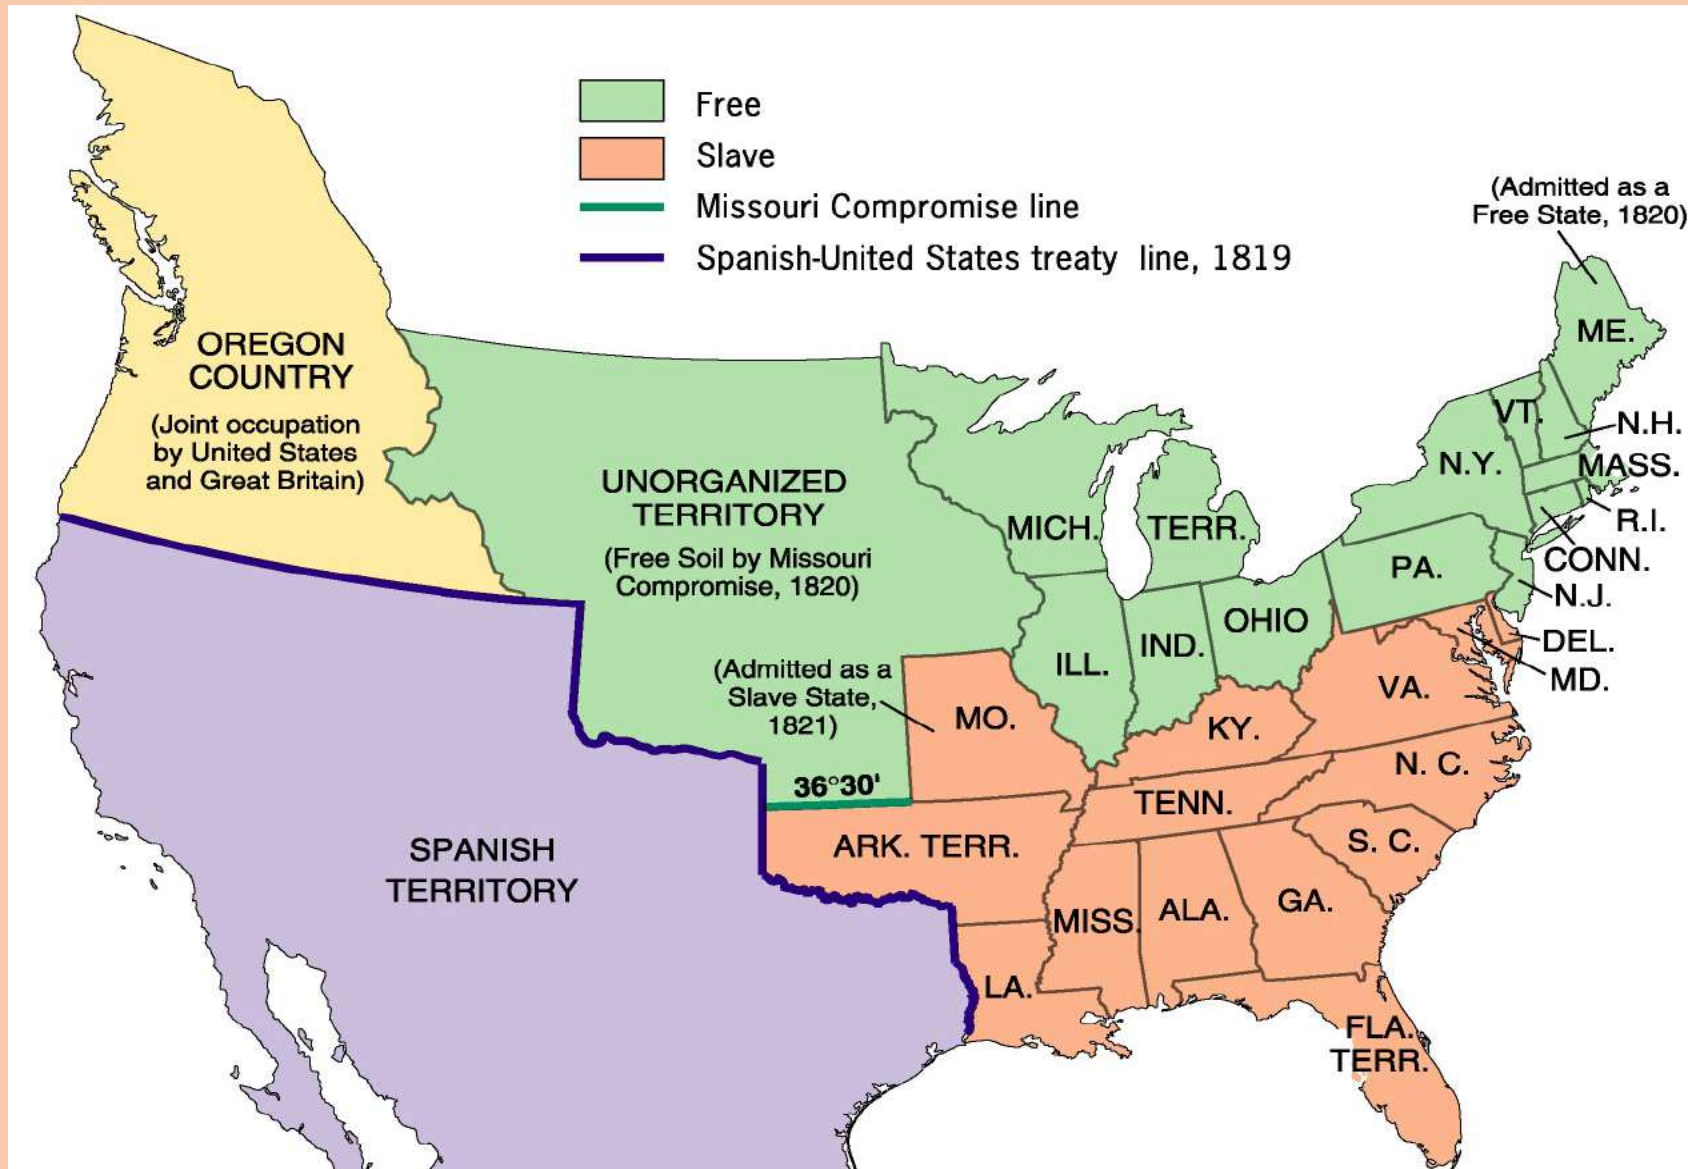 Free
Slave
Missouri Compromise line
Spanish-United States treaty line, 1819
(Admitted as a
Free State, 1820)
ME.
OREGON
COUNTRY
(Joint occupation
by United States
and Great Britain)
VT.
N.H.
N.Y.
MASS.
UNORGANIZED
TERRITORY
(Free Soil by Missouri
Compromise, 1820)
MICH.
TERR.
R.I.
CONN.
PA.
N.J.
OHIO
IND.
ILL.
DEL.
MD.
VA.
(Admitted as a
Slave State,
1821)
MO.
KY.
N. C.
36°30'
TENN.
ARK. TERR.
S. C.
SPANISH
TERRITORY
MISS.
ALA.
GA.
LA.
FLA.
TERR.